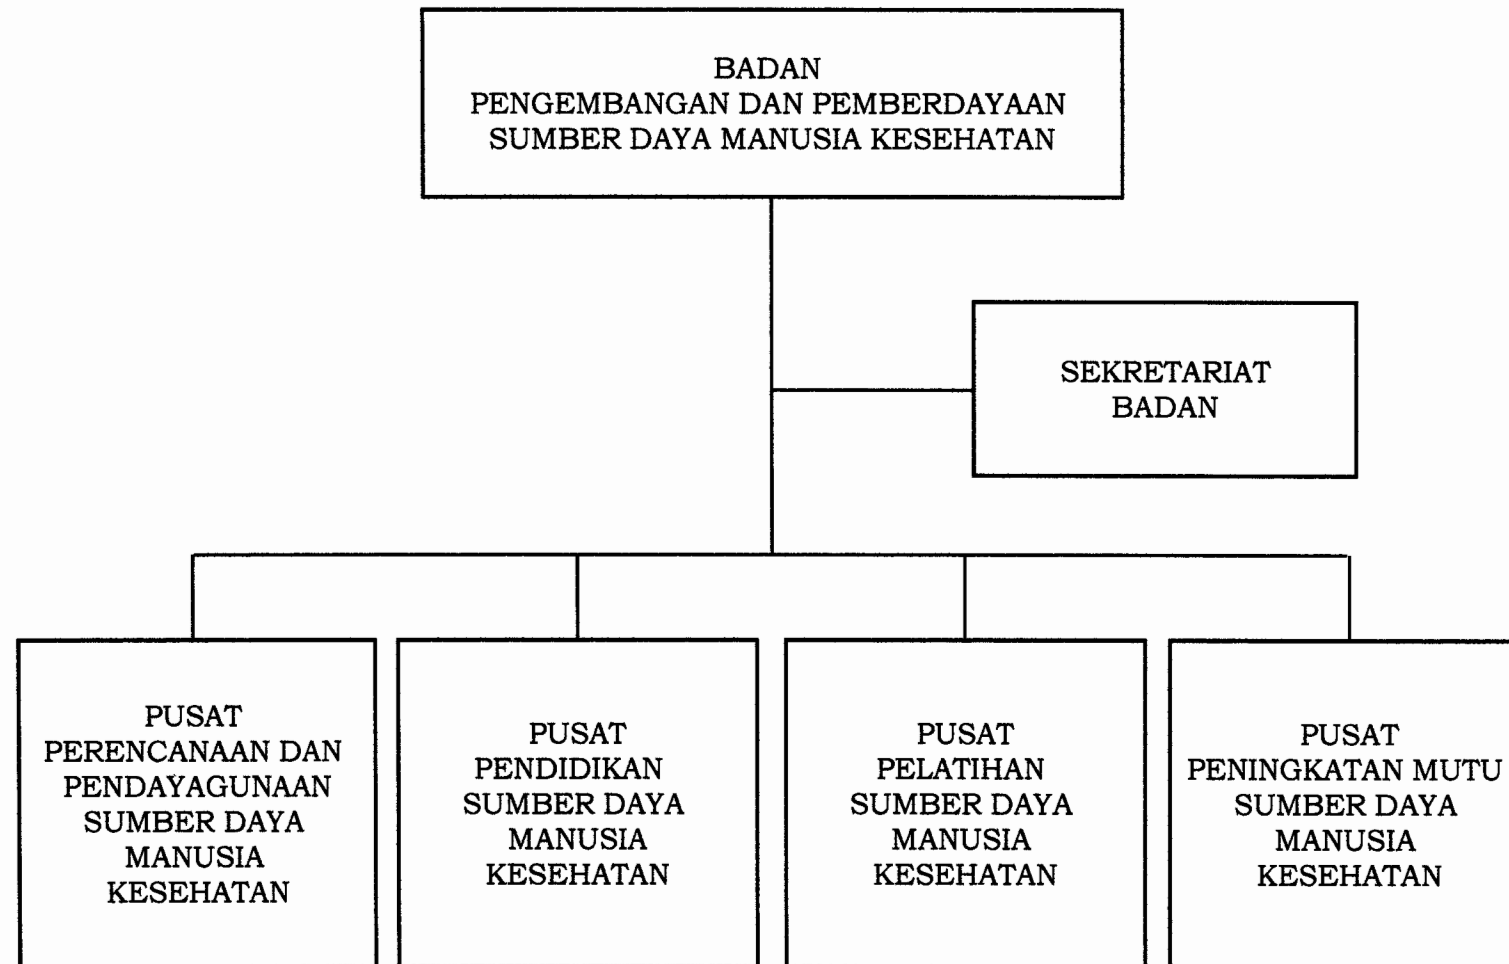 BADAN
PENGEMBANGAN DAN PEMBERDAYAAN
SUMBER DAYA MANUSIA KESEHATAN
SEKRETARIAT
BADAN
PUSAT
PERENCANAAN DAN
PENDAYAGUNAAN
SUMBER DAYA
MANUSIA
KESEHATAN
PUSAT
PENDIDIKAN
SUMBER DAYA
MANUSIA
KESEHATAN
PUSAT
PELATIHAN
SUMBER DAYA
MANUSIA
KESEHATAN
PUSAT
PENINGKATAN MUTU
SUMBER DAYA
MANUSIA
KESEHATAN